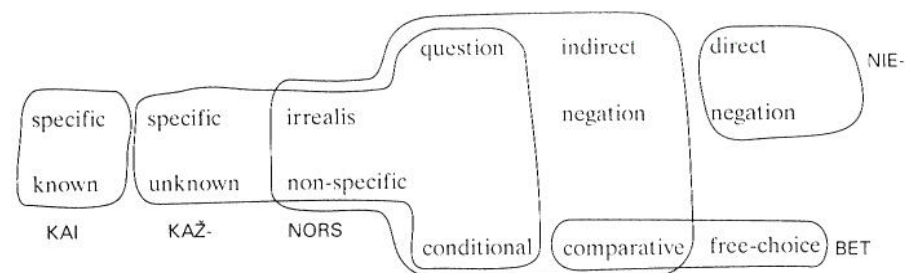 question indirect direct
NIE-
specific specific irrealis negation negation
known unknown non-specific
KAI KAŽ- NORS
conditional comparative free-choice BET